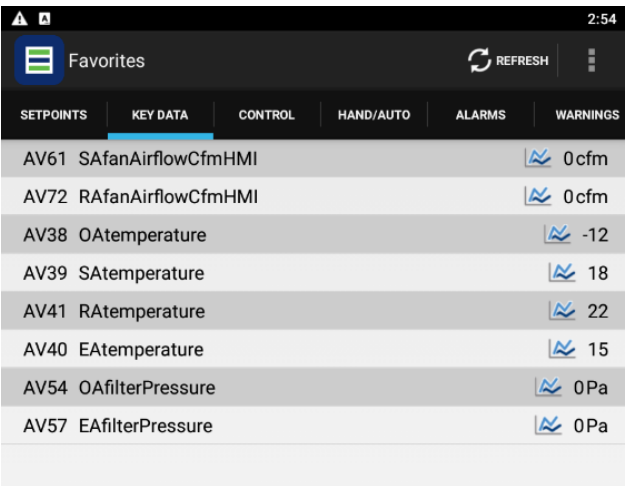 2:54
Favorites REFRESH
SETPOINTS KEY DATA CONTROL HAND/AUTO ALARMS WARNINGS
AV61 SAfanAirflowCfmHMI 0cfm
AV72 RAfanAirflowCfmHMI 0cfm
AV38 OAtemperature -12
AV39 SAtemperature 18
AV41 RAtemperature 22
AV40 EAtemperature 15
AV54 OAfilterPressure 0Pa
AV57 EAfilterPressure 0Pa